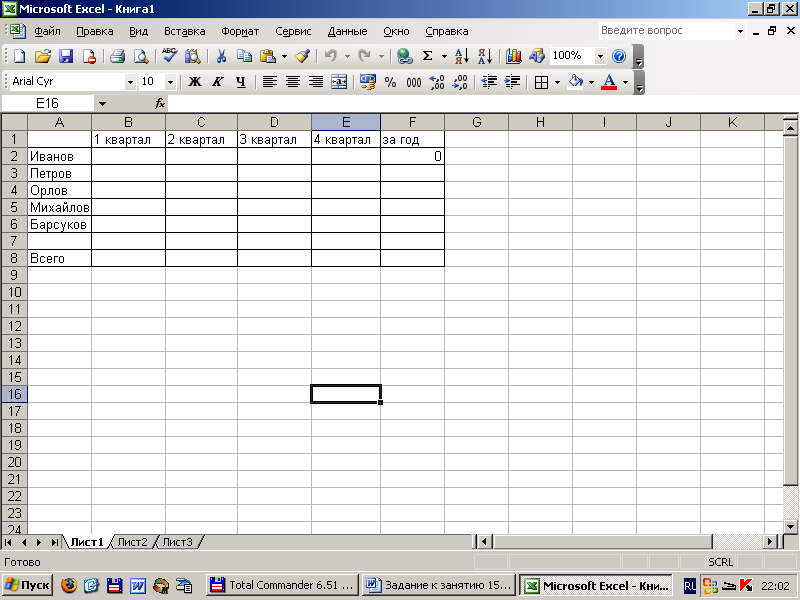 Microsoft Excel - Книга1
Файл Правка Вид Вставка Формат Сервис Данные Окно Справка Введите вопрос
100%
Arial Cyr 10 Ж К Ч % 000
E16 fx
A B C D E F G H I J K
1 1 квартал 2 квартал 3 квартал 4 квартал за год
2 Иванов 0
3 Петров
4 Орлов
5 Михайлов
6 Барсуков
7
8 Всего
9
10
11
12
13
14
15
16
17
18
19
20
21
22
23
24
Лист1 Лист2 Лист3
Готово SCRL
Пуск Total Commander 6.51 ... Задание к занятию 15... Microsoft Excel - Кни... RL 22:02